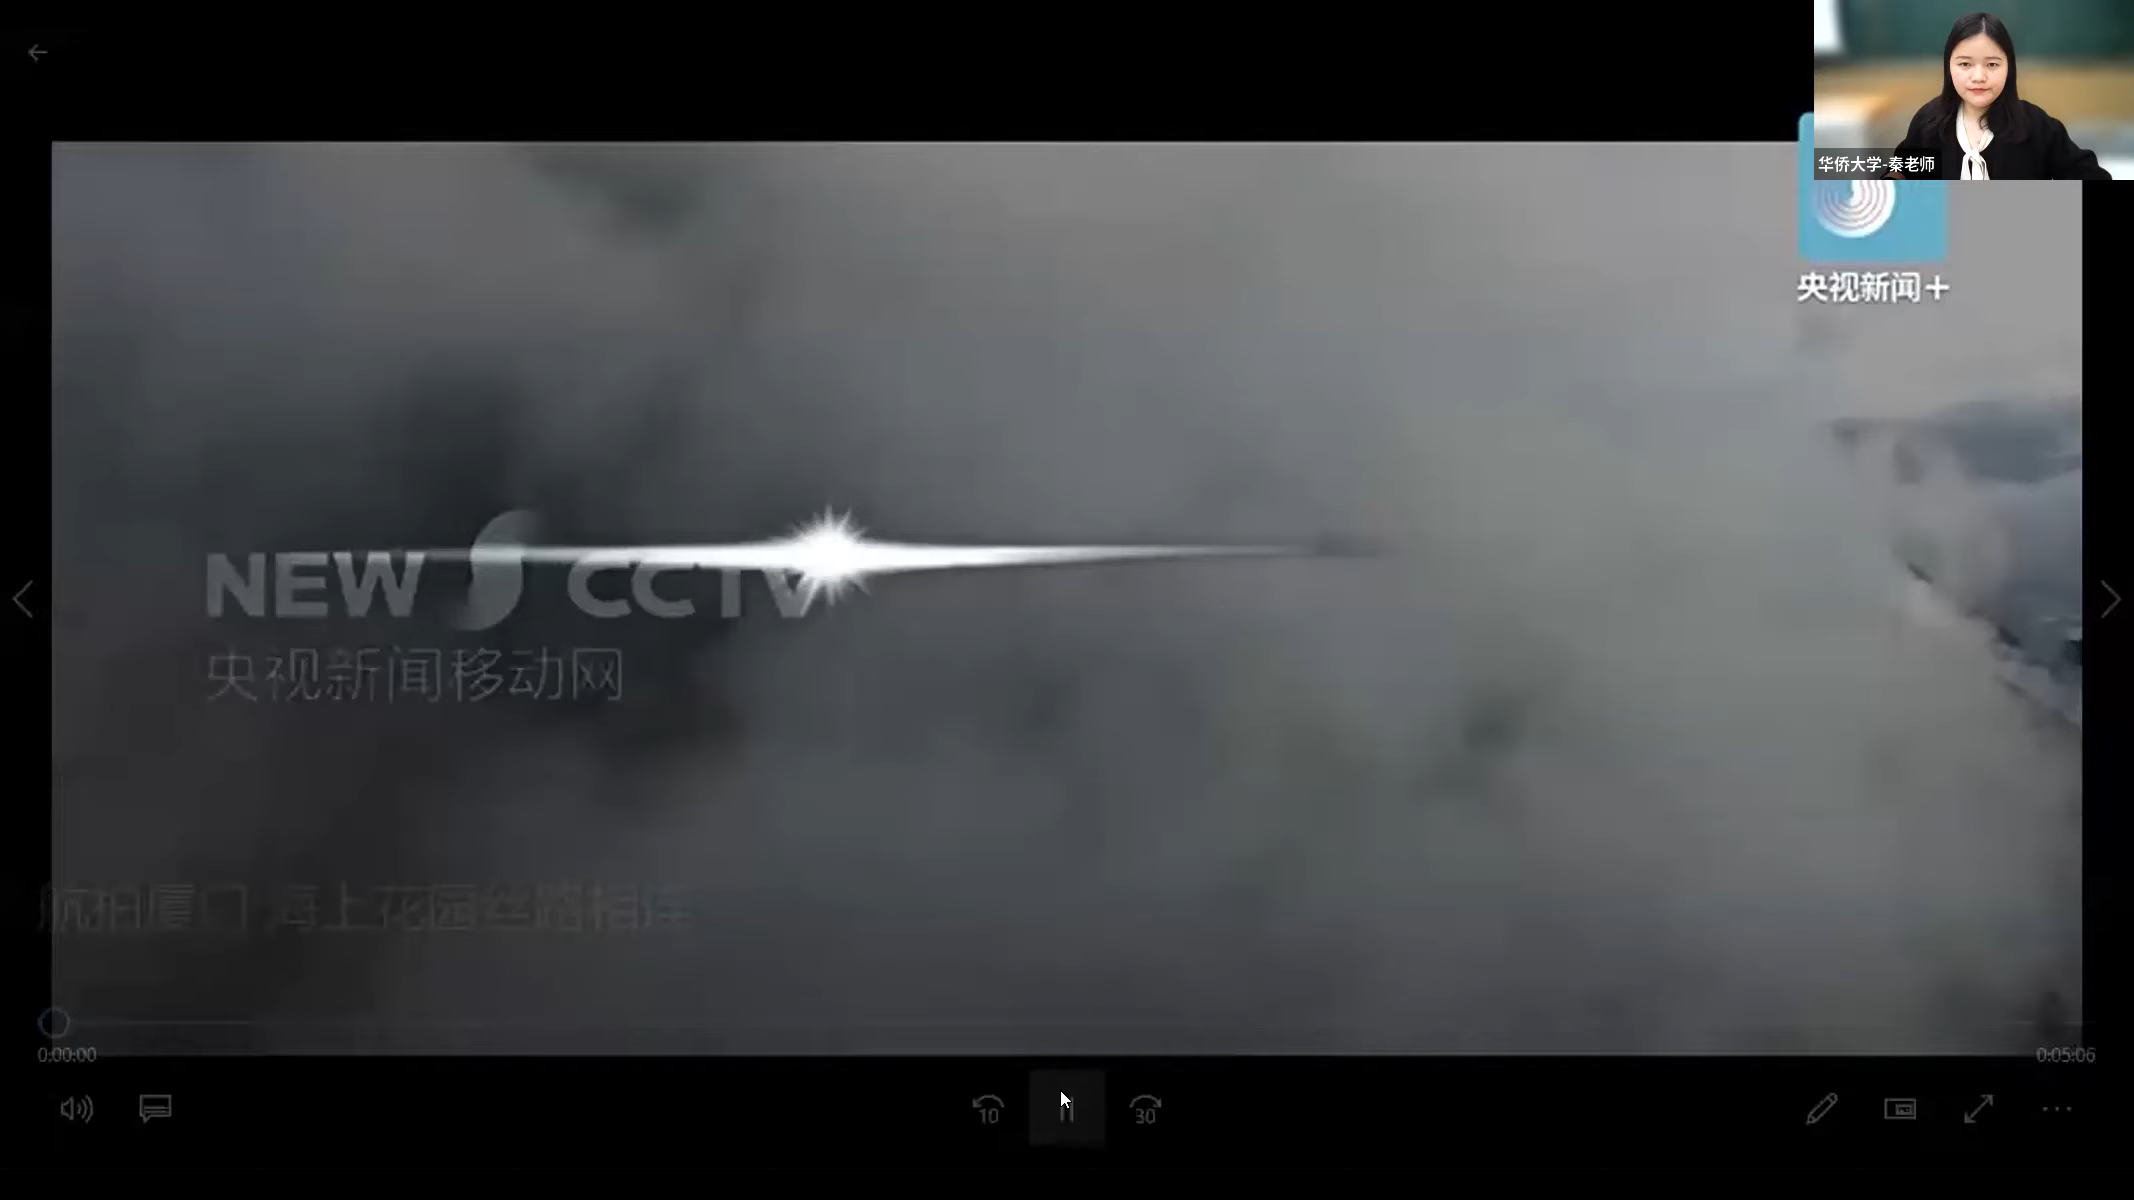 华侨大学-秦老师
央视新闻+
NEW CCTV
央视新闻移动网
航拍厦门 海上花园丝路相连
0:00:00
0:05:06
10
30